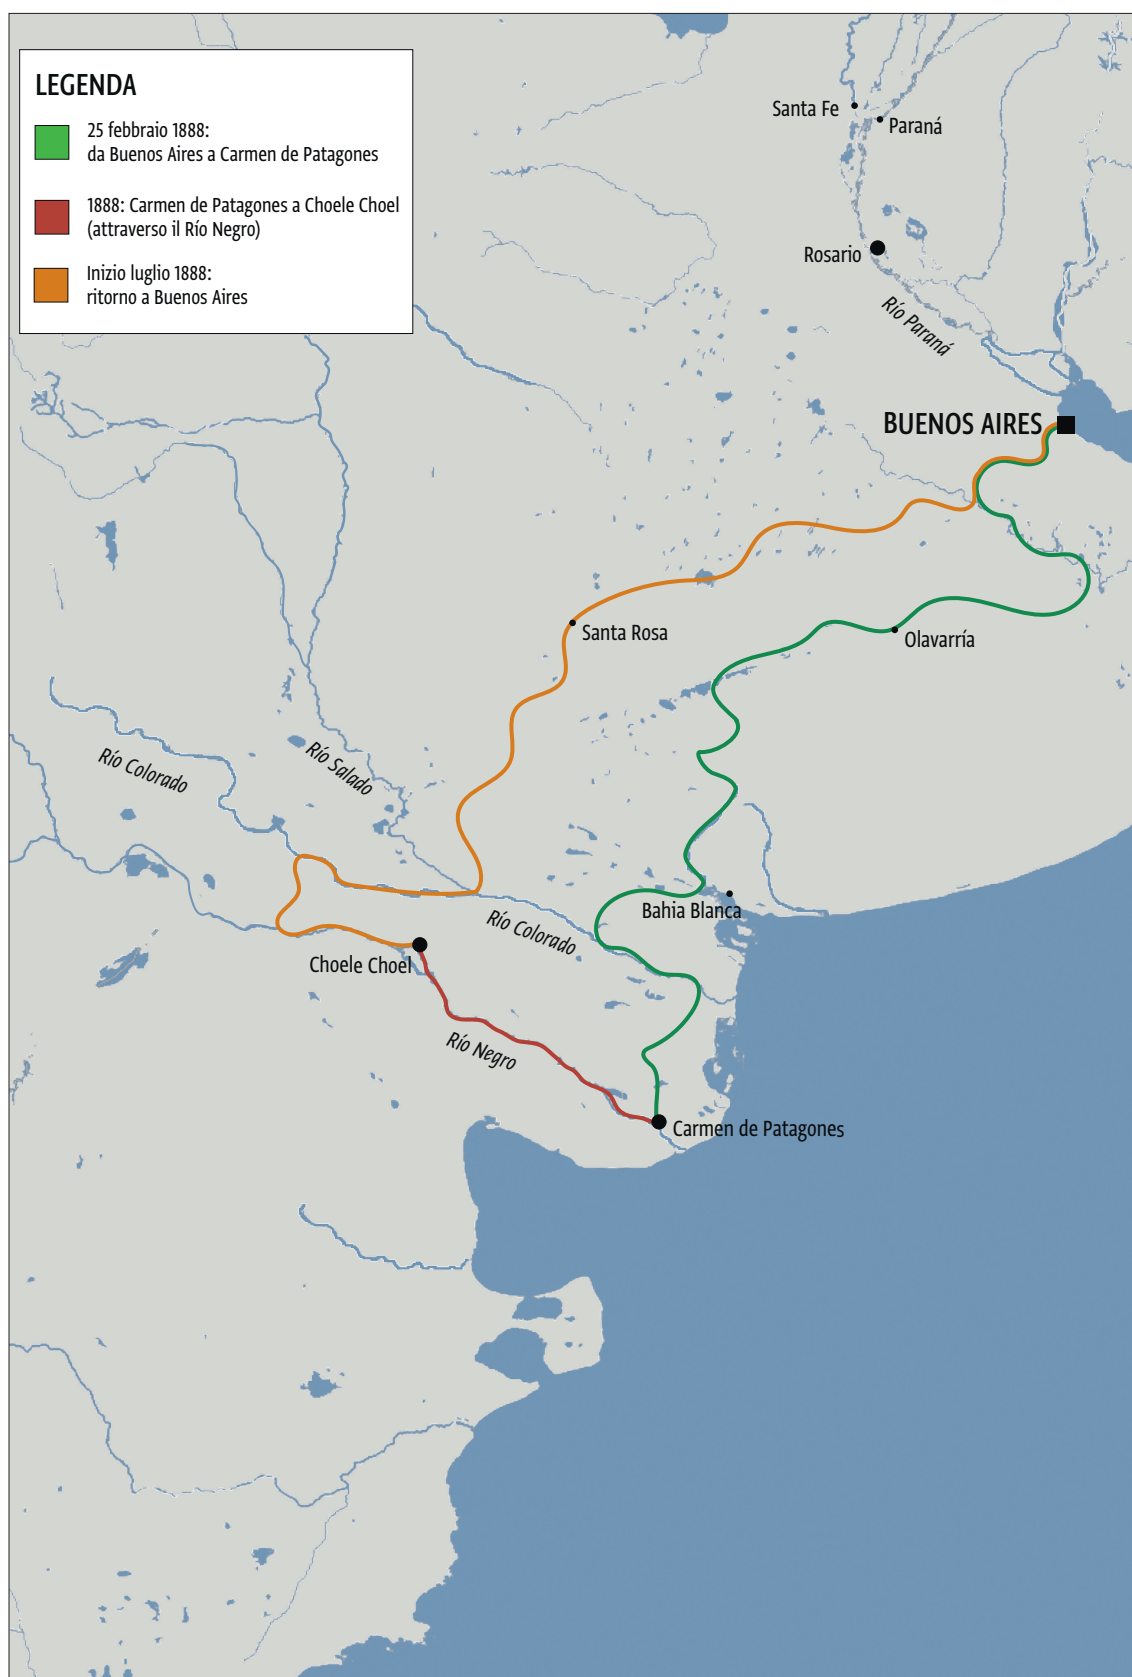 LEGENDA
25 febbraio 1888:
da Buenos Aires a Carmen de Patagones
1888: Carmen de Patagones a Choele Choel
(attraverso il Río Negro)
Inizio luglio 1888:
ritorno a Buenos Aires
Santa Fe
Paraná
Rosario
Río Paraná
BUENOS AIRES
Santa Rosa
Olavarría
Río Colorado
Río Salado
Bahia Blanca
Río Colorado
Choele Choel
Río Negro
Carmen de Patagones